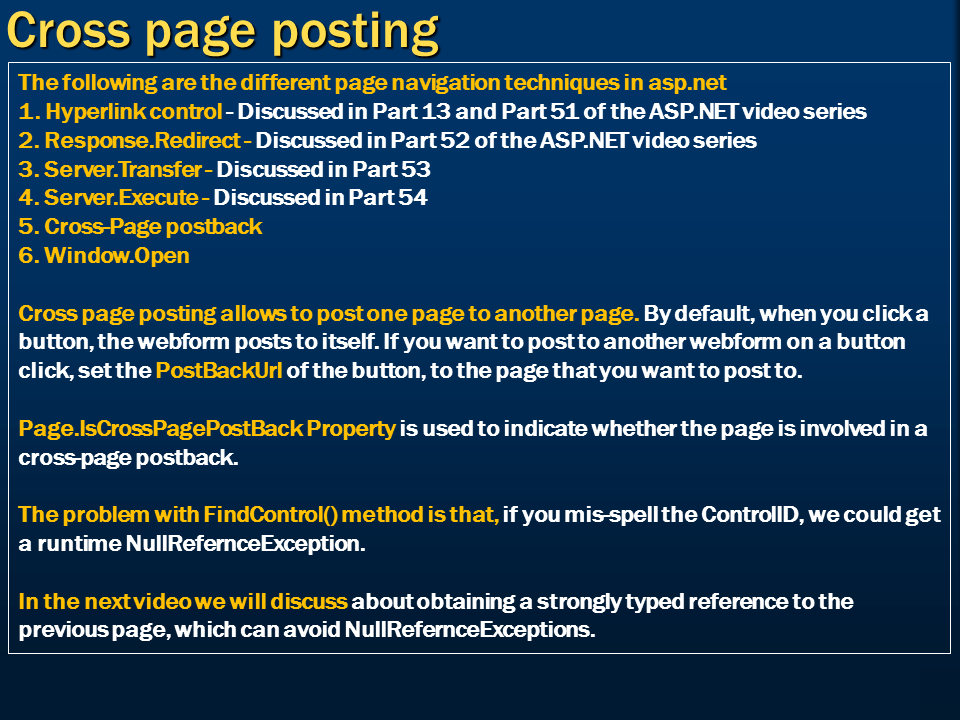 Cross page posting
The following are the different page navigation techniques in asp.net
1. Hyperlink control - Discussed in Part 13 and Part 51 of the ASP.NET video series
2. Response.Redirect - Discussed in Part 52 of the ASP.NET video series
3. Server.Transfer - Discussed in Part 53
4. Server.Execute - Discussed in Part 54
5. Cross-Page postback
6. Window.Open
Cross page posting allows to post one page to another page. By default, when you click a
button, the webform posts to itself. If you want to post to another webform on a button
click, set the PostBackUrl of the button, to the page that you want to post to.
Page.IsCrossPagePostBack Property is used to indicate whether the page is involved in a
cross-page postback.
The problem with FindControl() method is that, if you mis-spell the ControlID, we could get
a runtime NullRefernceException.
In the next video we will discuss about obtaining a strongly typed reference to the
previous page, which can avoid NullRefernceExceptions.